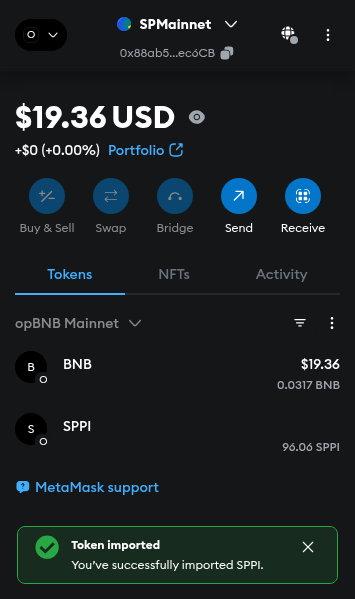 O
SPMainnet
0x88ab5...ec6CB
$19.36 USD
+$0 (+0.00%) Portfolio
Buy & Sell Swap Bridge Send Receive
Tokens NFTs Activity
opBNB Mainnet
B O BNB $19.36
0.0317 BNB
S O SPPI
96.06 SPPI
MetaMask support
Token imported
You've successfully imported SPPI.